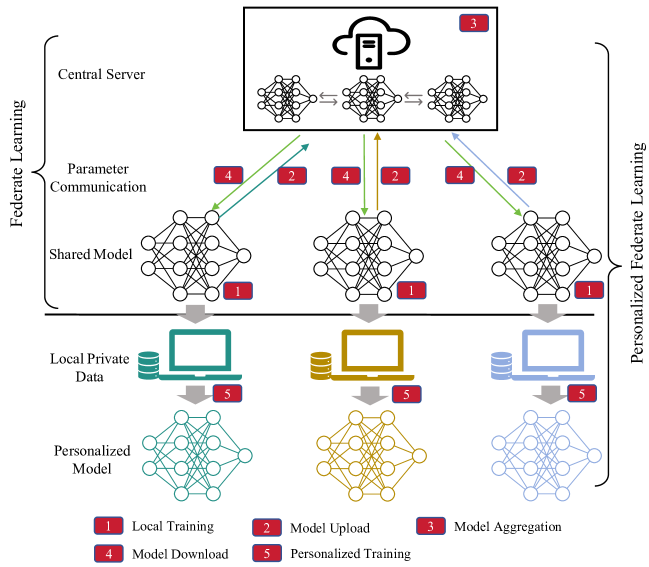 3
Central Server
Federate Learning
Parameter
Communication
4
2
4
2
4
2
Personalized Federate Learning
Shared Model
1
1
1
Local Private
Data
5
5
5
Personalized
Model
1 Local Training
2 Model Upload
3 Model Aggregation
4 Model Download
5 Personalized Training